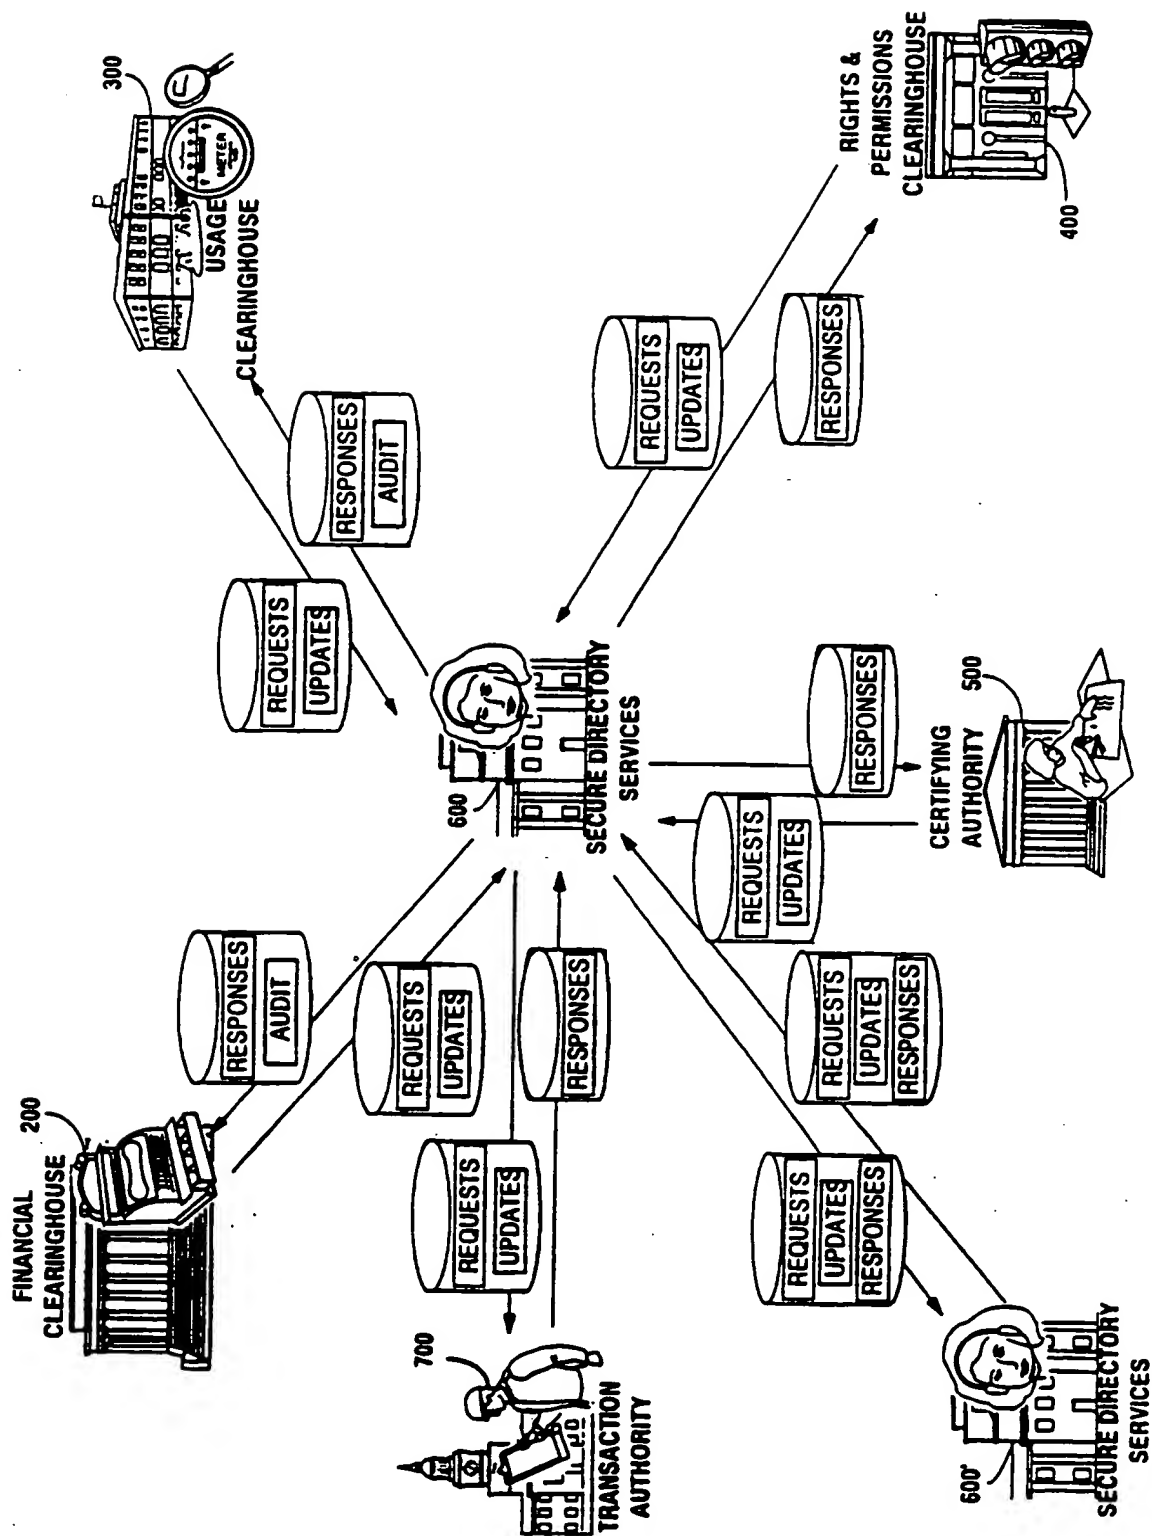 FINANCIAL
CLEARINGHOUSE
200
300
METER
USAGE
CLEARINGHOUSE
RESPONSES
AUDIT
REQUESTS
UPDATES
RESPONSES
AUDIT
REQUESTS
UPDATES
700
TRANSACTION
AUTHORITY
REQUESTS
UPDATES
RESPONSES
600
SECURE DIRECTORY
SERVICES
REQUESTS
UPDATES
RESPONSES
RIGHTS &
PERMISSIONS
CLEARINGHOUSE
400
REQUESTS
UPDATES
RESPONSES
REQUESTS
UPDATES
RESPONSES
REQUESTS
UPDATES
RESPONSES
600'
SECURE DIRECTORY
SERVICES
CERTIFYING
AUTHORITY
500